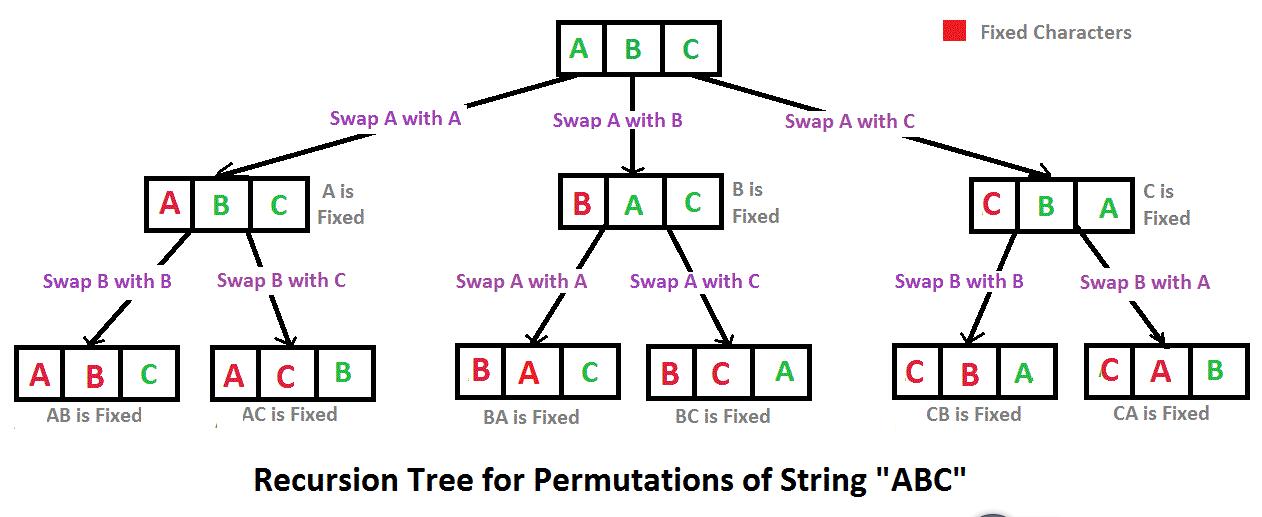 A B C
Fixed Characters
Swap A with A
Swap A with B
Swap A with C
A B C
A is
Fixed
B A C
B is
Fixed
C B A
C is
Fixed
Swap B with B
Swap B with C
Swap A with A
Swap A with C
Swap B with B
Swap B with A
A B C
A C B
B A C
B C A
C B A
C A B
AB is Fixed
AC is Fixed
BA is Fixed
BC is Fixed
CB is Fixed
CA is Fixed
Recursion Tree for Permutations of String "ABC"